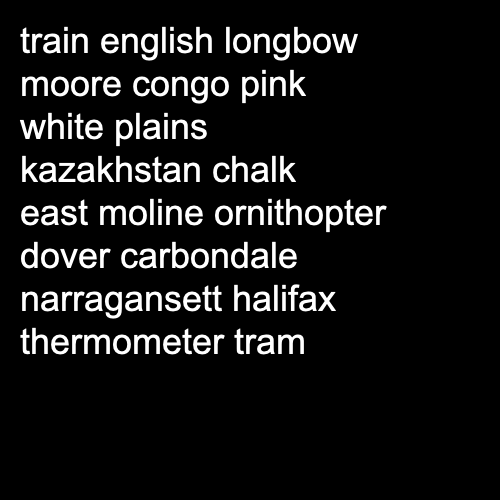 train english longbow
moore congo pink
white plains
kazakhstan chalk
east moline ornithopter
dover carbondale
narragansett halifax
thermometer tram